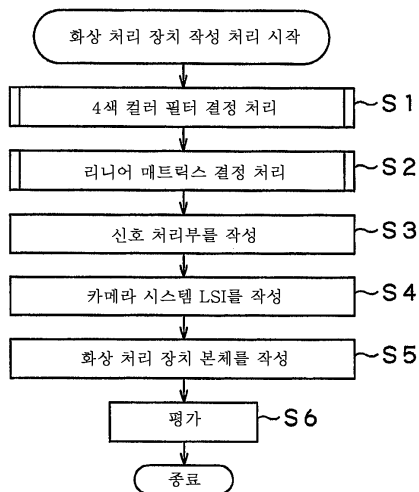 화상 처리 장치 작성 처리 시작
4색 컬러 필터 결정 처리 S1
리니어 매트릭스 결정 처리 S2
신호 처리부를 작성 S3
카메라 시스템 LSI를 작성 S4
화상 처리 장치 본체를 작성 S5
평가 S6
종료